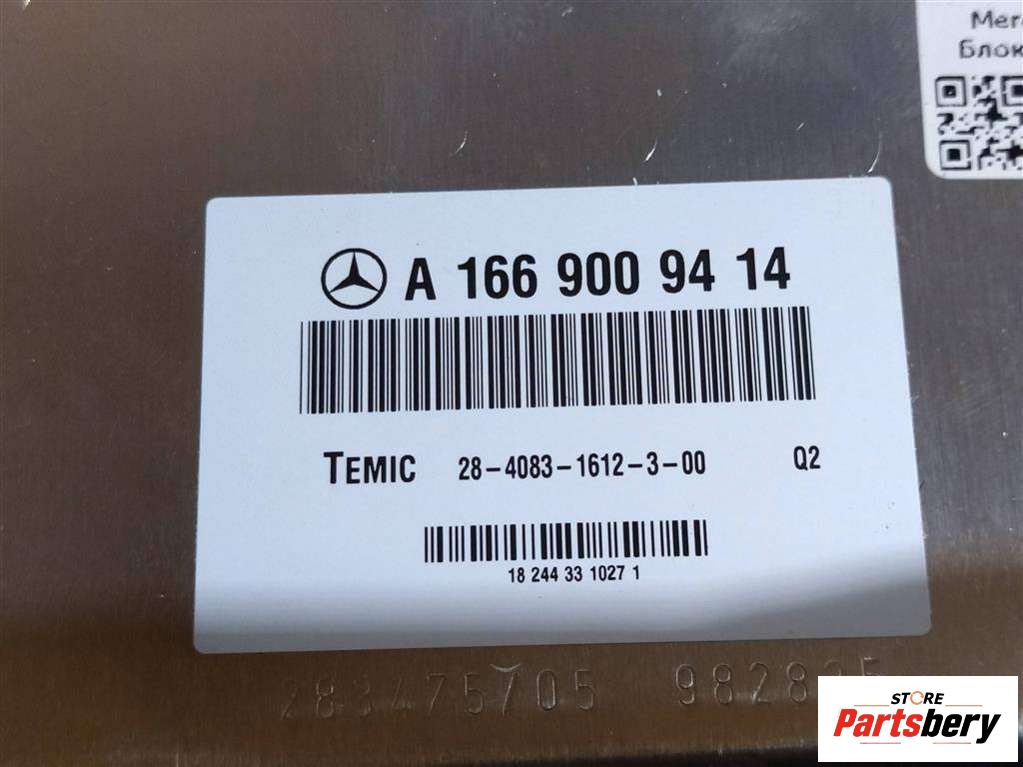 Блок
A 166 900 94 14
TEMIC 28-4083-1612-3-00 Q2
18 244 33 1027 1
283475705
STORE
Partsbery